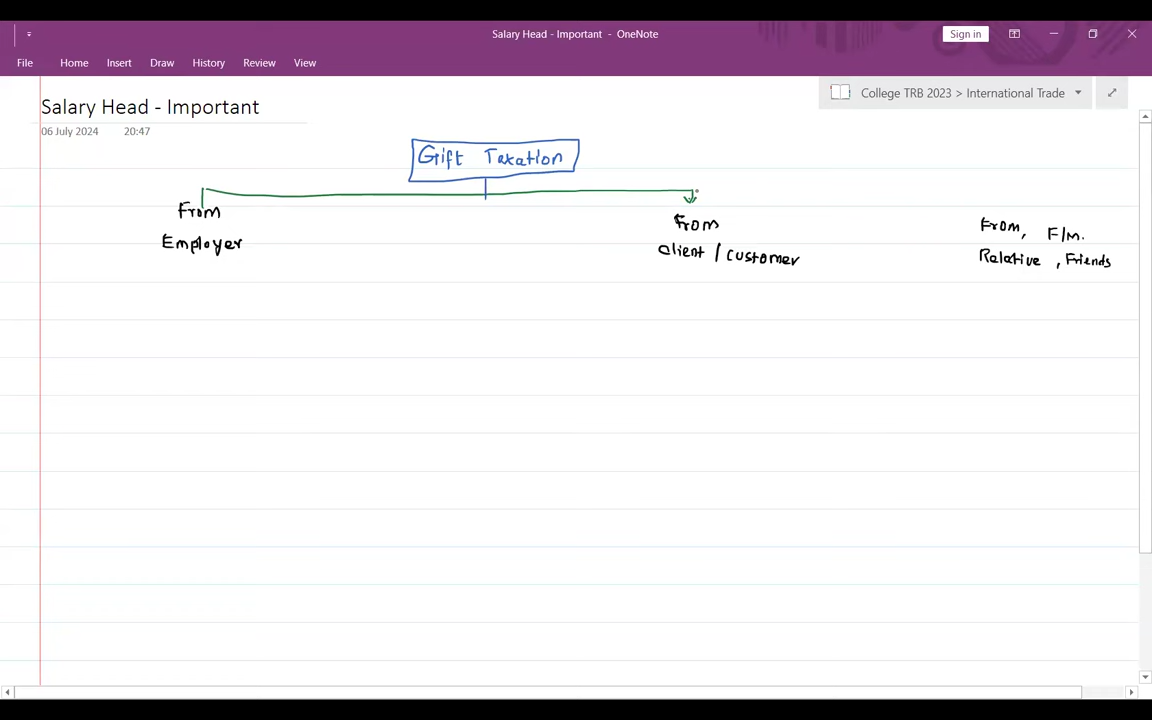 Salary Head - Important - OneNote
Sign in
File Home Insert Draw History Review View
College TRB 2023 > International Trade
Salary Head - Important
06 July 2024 20:47
Gift Taxation
From
Employer
From
client / customer
From, F/M.
Relative , Friends